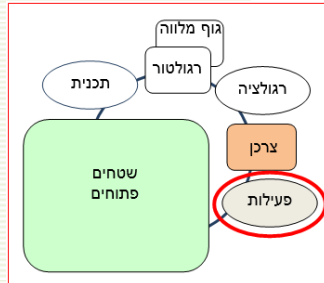 גוף מלווה
רגולטור
תכנית
רגולציה
צרכן
שטחים
פתוחים
פעילות